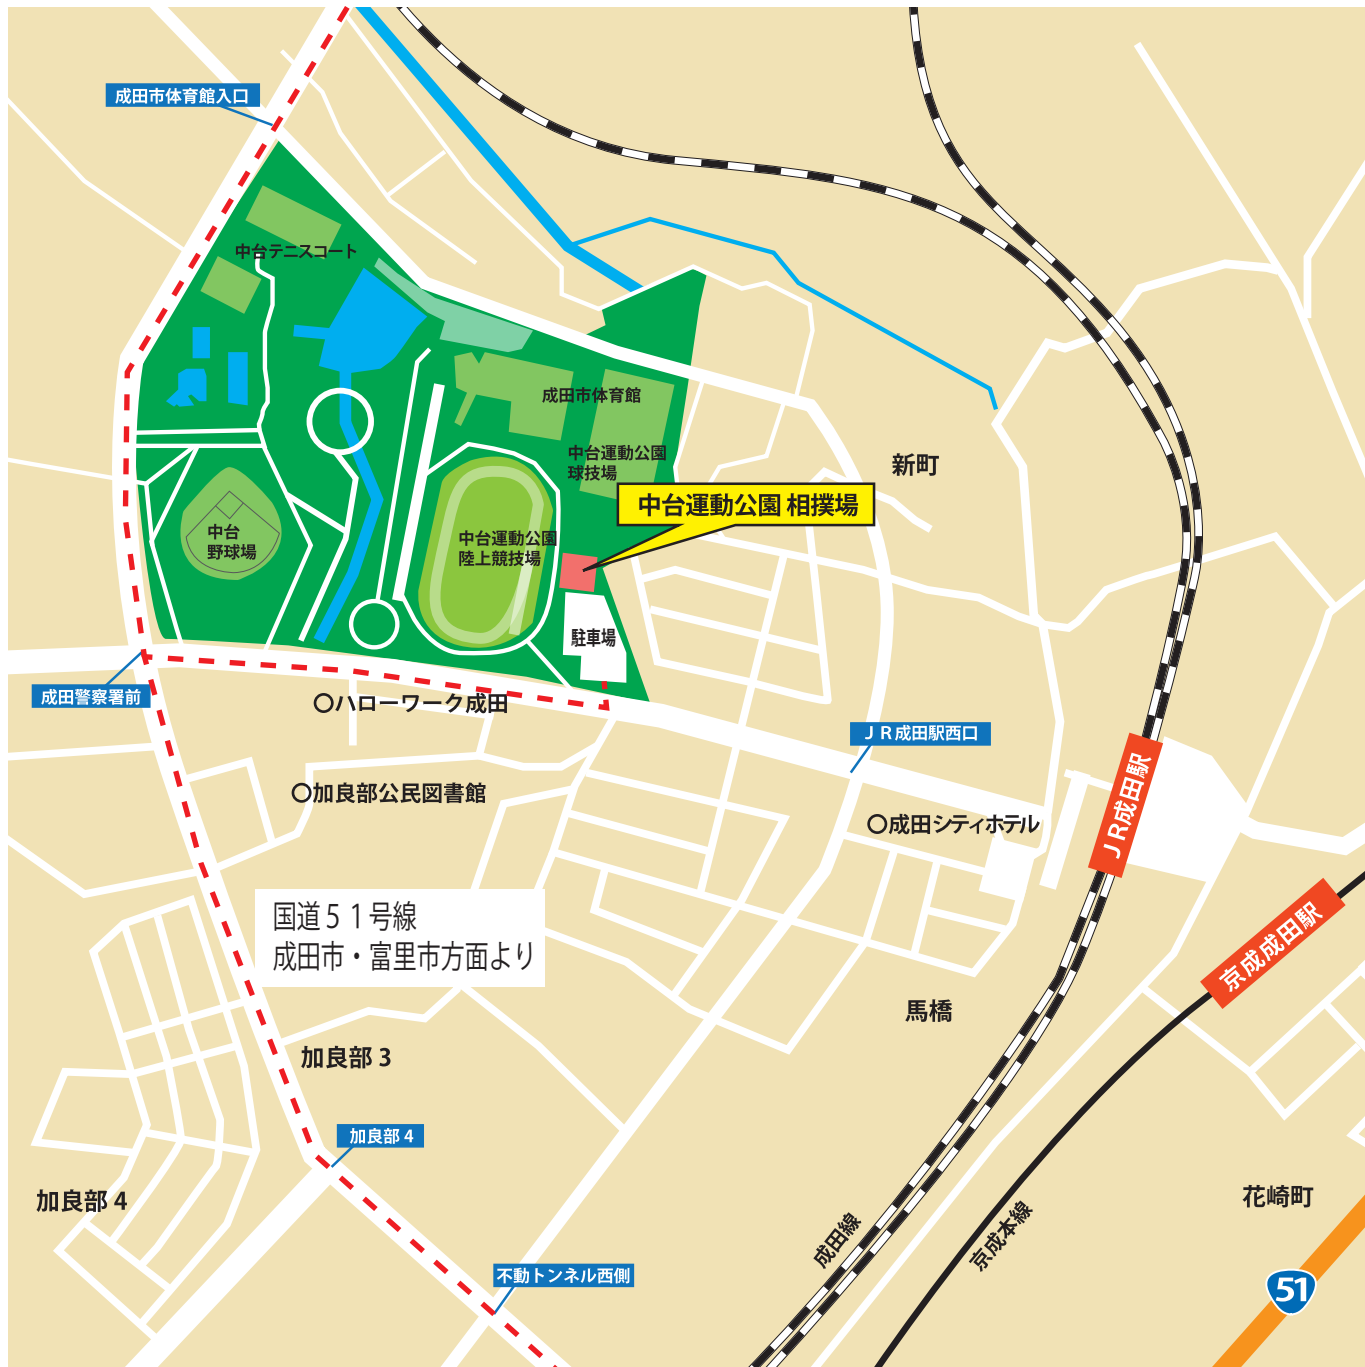 成田市体育館入口
中台テニスコート
成田市体育館
中台運動公園
球技場
新町
中台運動公園 相撲場
中台
野球場
中台運動公園
陸上競技場
駐車場
成田警察署前
○ハローワーク成田
JR成田駅西口
○加良部公民図書館
○成田シティホテル
JR成田駅
国道51号線
成田市・富里市方面より
京成成田駅
馬橋
加良部3
加良部4
加良部4
花崎町
成田線
京成本線
不動トンネル西側
51